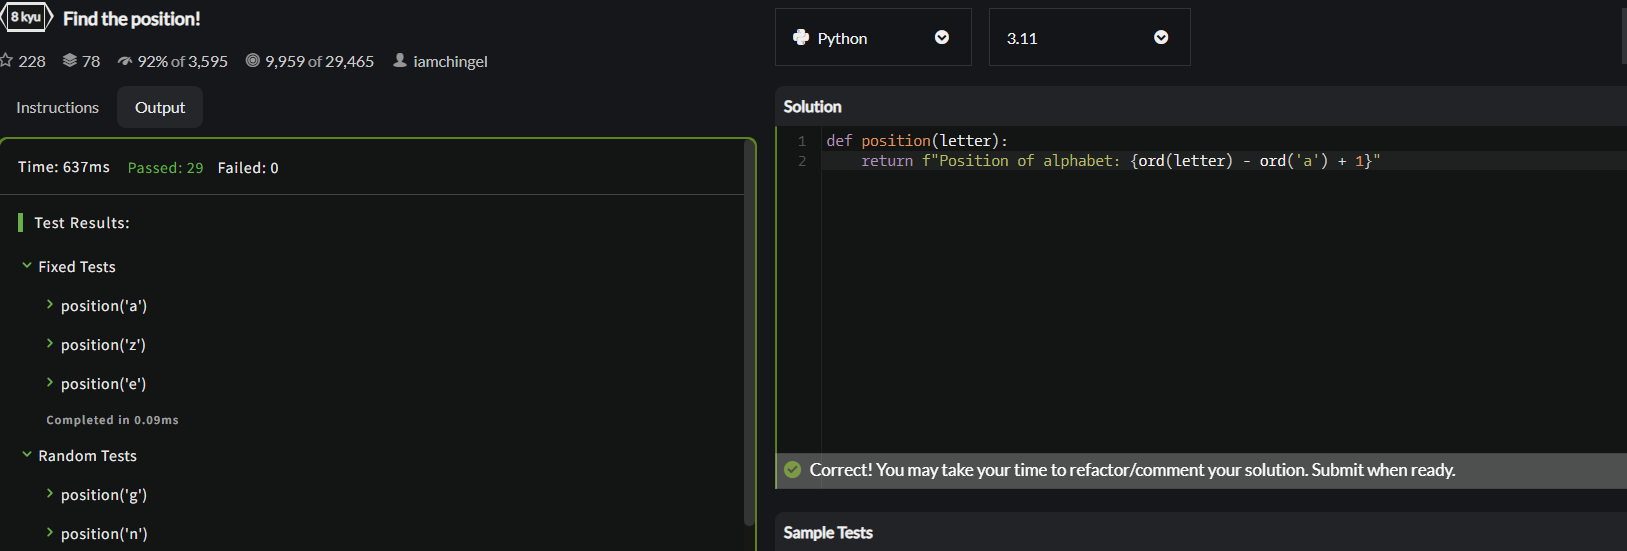 8 kyu Find the position!
228 78 92% of 3,595 9,959 of 29,465 iamchingel
Instructions Output
Time: 637ms Passed: 29 Failed: 0
Test Results:
Fixed Tests
position('a')
position('z')
position('e')
Completed in 0.09ms
Random Tests
position('g')
position('n')
Python 3.11
Solution
1 def position(letter):
2 return f"Position of alphabet: {ord(letter) - ord('a') + 1}"
Correct! You may take your time to refactor/comment your solution. Submit when ready.
Sample Tests